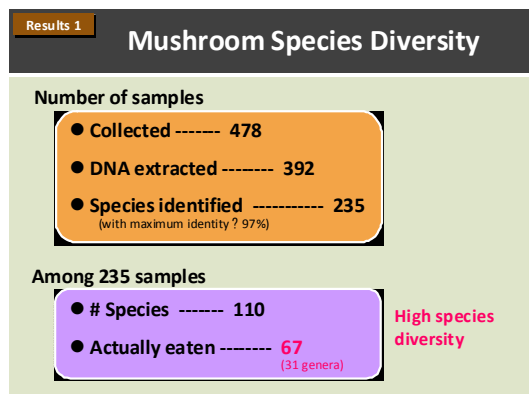 Results 1
Mushroom Species Diversity
Number of samples
● Collected ------- 478
● DNA extracted -------- 392
● Species identified ----------- 235
(with maximum identity ? 97%)
Among 235 samples
● # Species ------- 110
● Actually eaten -------- 67
(31 genera)
High species
diversity